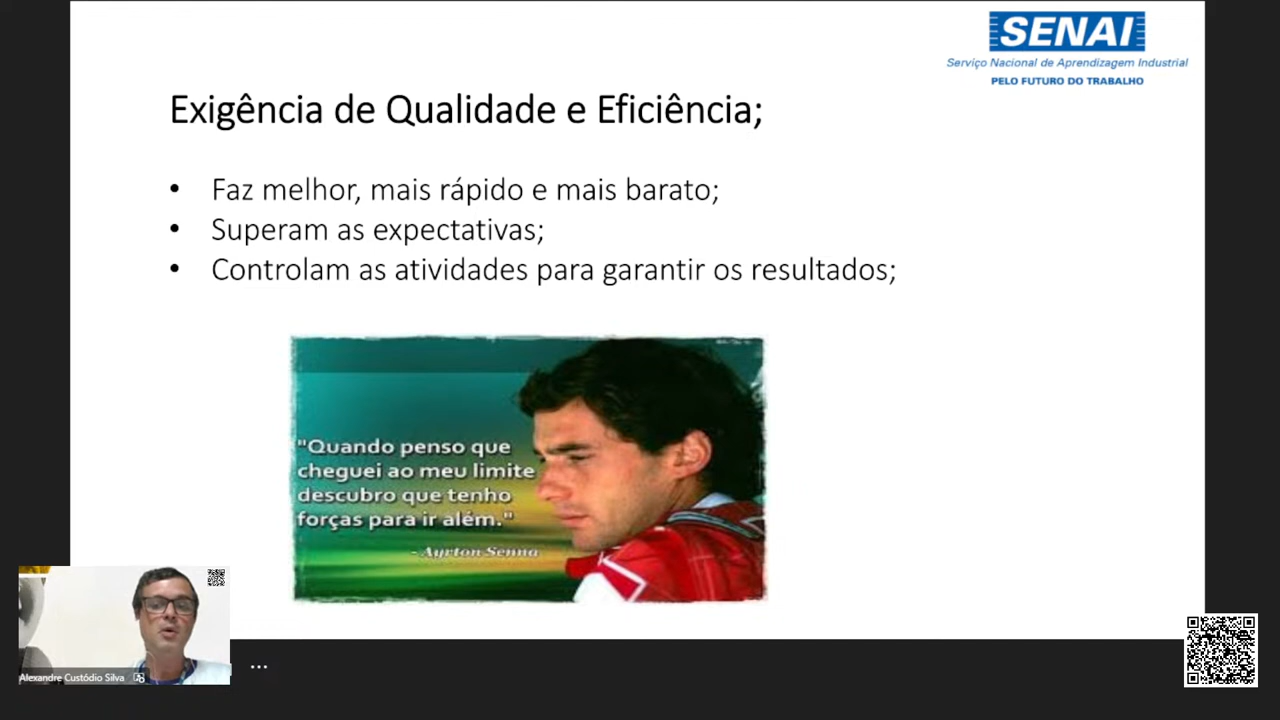 SENAI
Serviço Nacional de Aprendizagem Industrial
PELO FUTURO DO TRABALHO
Exigência de Qualidade e Eficiência;
• Faz melhor, mais rápido e mais barato;
• Superam as expectativas;
• Controlam as atividades para garantir os resultados;
"Quando penso que
cheguei ao meu limite
descubro que tenho
forças para ir além."
- Ayrton Senna
Alexandre Custódio Silva
...